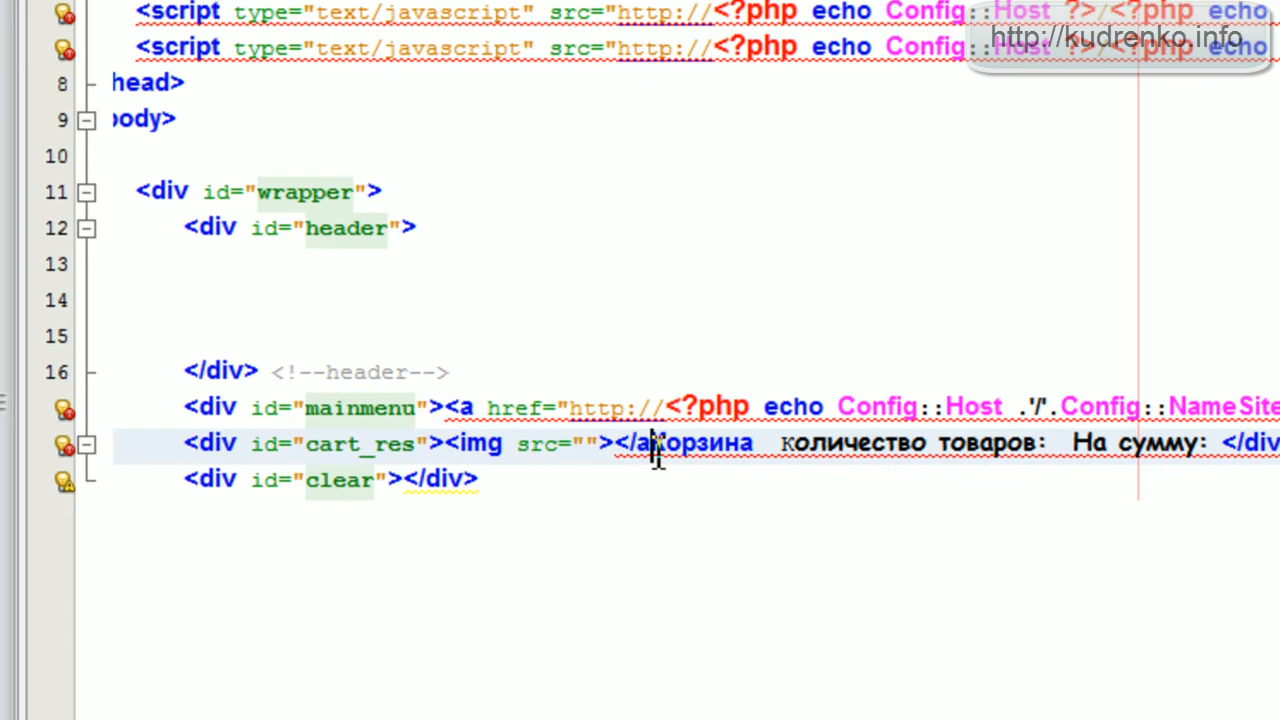 <script type="text/javascript" src="http://<?php echo Config::Host ?>/<?php echo
<script type="text/javascript" src="http://<?php echo Config::Host ?>/<?php echo
http://kudrenko.info
8 head>
9 body>
10
11 <div id="wrapper">
12 <div id="header">
13
14
15
16 </div> <!--header-->
<div id="mainmenu"><a href="http://<?php echo Config::Host .'/'.Config::NameSite
<div id="cart_res"><img src=""></aКорзина количество товаров: На сумму: </div
<div id="clear"></div>